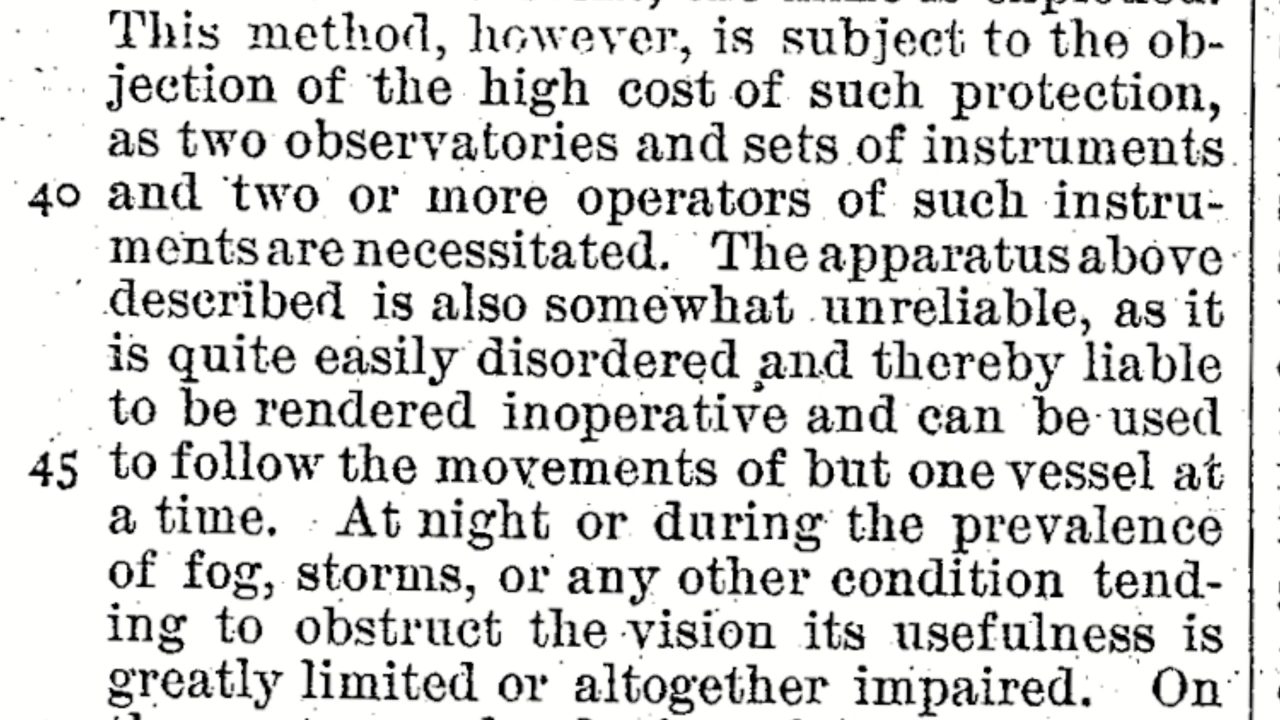 This method, however, is subject to the ob-
jection of the high cost of such protection,
as two observatories and sets of instruments
40 and two or more operators of such instru-
ments are necessitated. The apparatus above
described is also somewhat unreliable, as it
is quite easily disordered and thereby liable
to be rendered inoperative and can be used
45 to follow the movements of but one vessel at
a time. At night or during the prevalence
of fog, storms, or any other condition tend-
ing to obstruct the vision its usefulness is
greatly limited or altogether impaired. On